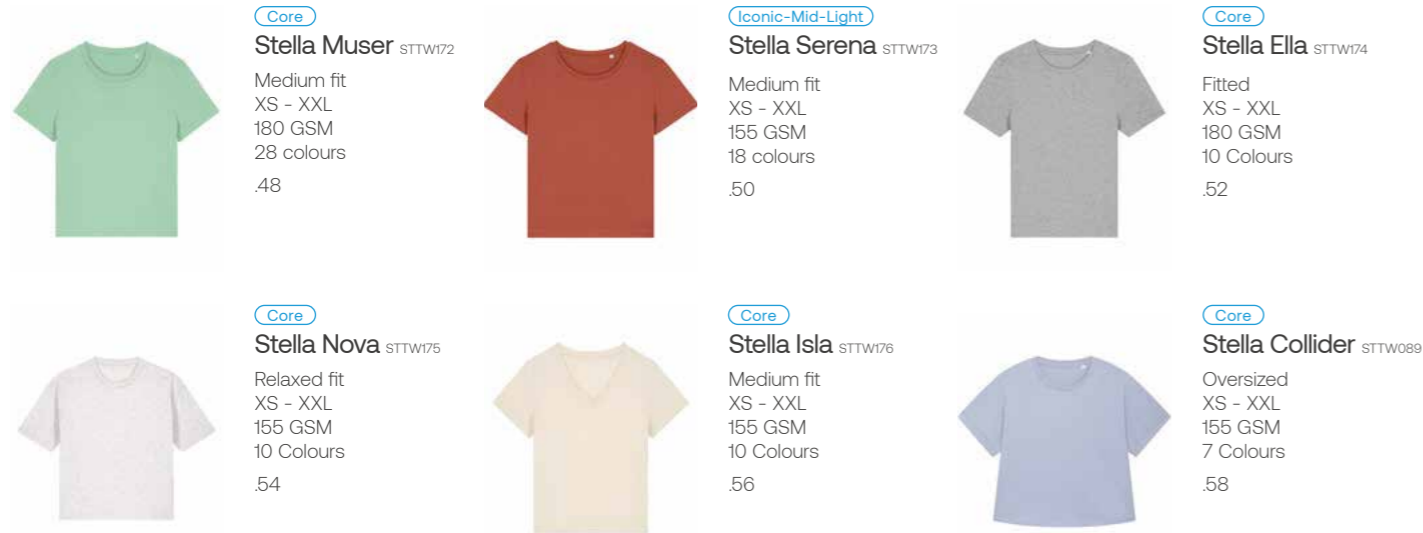 Core
Stella Muser STTW172
Medium fit
XS - XXL
180 GSM
28 colours
.48
Iconic-Mid-Light
Stella Serena STTW173
Medium fit
XS - XXL
155 GSM
18 colours
.50
Core
Stella Ella STTW174
Fitted
XS - XXL
180 GSM
10 Colours
.52
Core
Stella Nova STTW175
Relaxed fit
XS - XXL
155 GSM
10 Colours
.54
Core
Stella Isla STTW176
Medium fit
XS - XXL
155 GSM
10 Colours
.56
Core
Stella Collider STTW089
Oversized
XS - XXL
155 GSM
7 Colours
.58